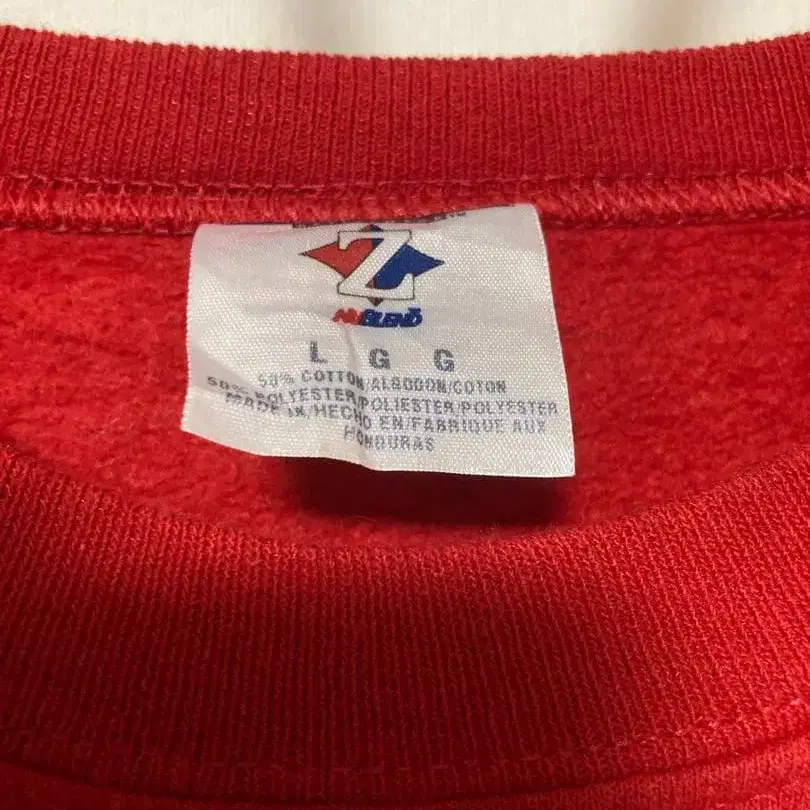 Z
NUBLEND
L G G
50% COTTON/ALGODON/COTON
50% POLYESTER/POLIESTER/POLYESTER
MADE IN/HECHO EN/FABRIQUE AUX
HONDURAS